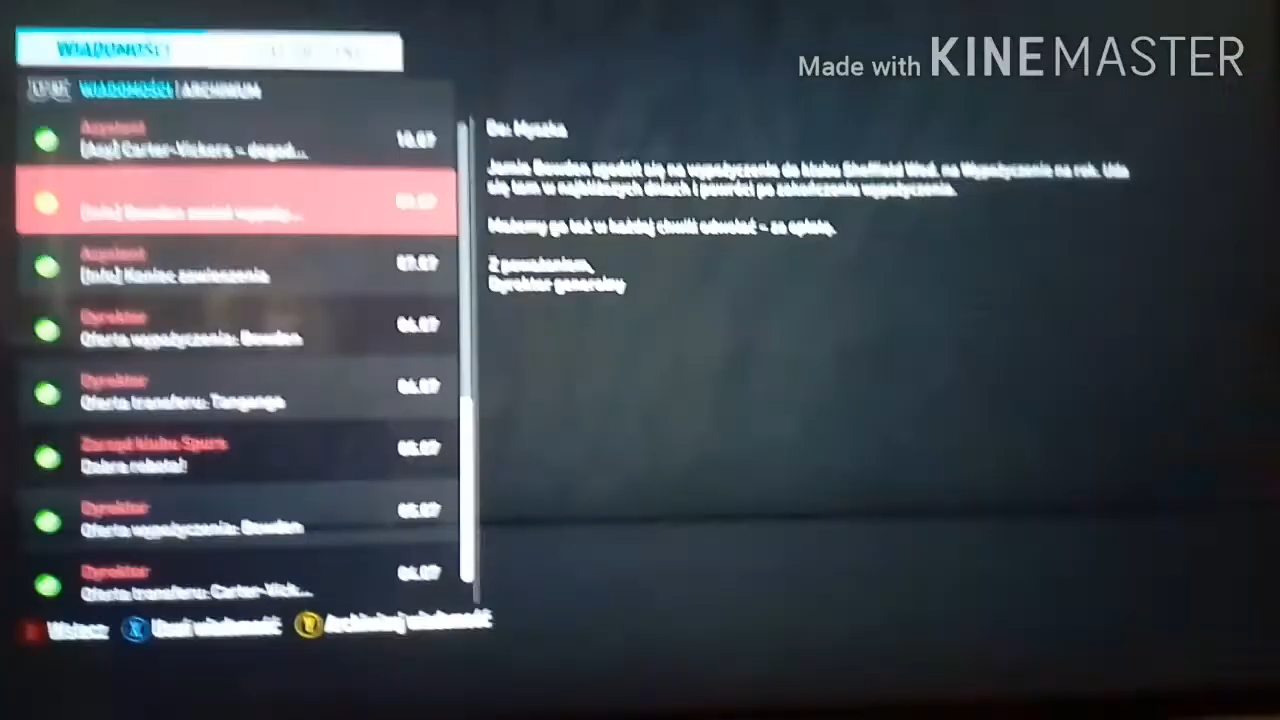 Made with KINEMASTER
WIADOMOŚCI
WIADOMOŚCI | ARCHIWUM
Asystent
[Asy] Carter-Vickers - dogod... 10.07
[Info] Bowden został wypoży...
Asystent
[Info] Koniec zawieszenia 07.07
Dyrektor
Oferta wypożyczenia: Bowden 06.07
Dyrektor
Oferta transferu: Tanganga 06.07
Zarząd klubu Spurs
Dobra robota! 05.07
Dyrektor
Oferta wypożyczenia: Bowden 05.07
Dyrektor
Oferta transferu: Carter-Vick... 04.07
Do: Myszka
Jamie Bowden zgodził się na wypożyczenie do klubu Sheffield Wed. na Wypożyczenie na rok. Uda
się tam w najbliższych dniach i powróci po zakończeniu wypożyczenia.
Możemy go też w każdej chwili odwołać - za opłatą.
Z poważaniem,
Dyrektor generalny
Wstecz X Usuń wiadomość Y Archiwizuj wiadomość